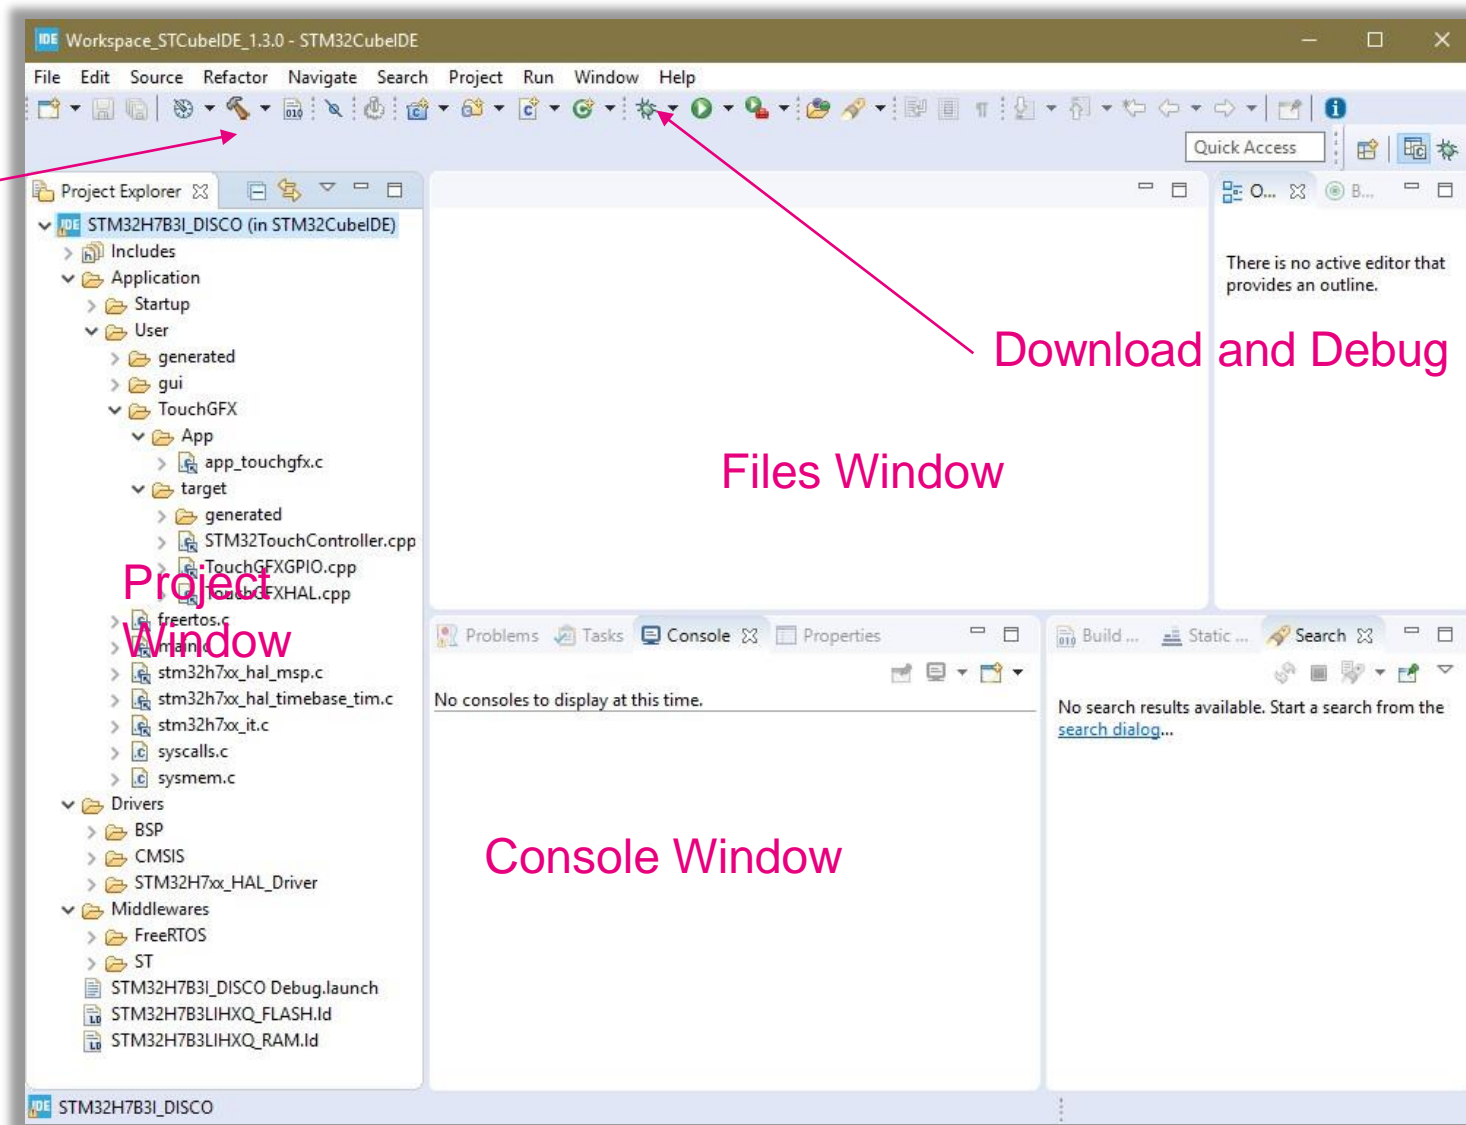 IDE Workspace_STCubeIDE_1.3.0 - STM32CubeIDE
File Edit Source Refactor Navigate Search Project Run Window Help
Quick Access
Project Explorer
O...
B...
STM32H7B3I_DISCO (in STM32CubeIDE)
Includes
Application
Startup
User
generated
gui
TouchGFX
App
app_touchgfx.c
target
generated
STM32TouchController.cpp
TouchGFXGPIO.cpp
TouchGFXHAL.cpp
freertos.c
main.c
stm32h7xx_hal_msp.c
stm32h7xx_hal_timebase_tim.c
stm32h7xx_it.c
syscalls.c
sysmem.c
Drivers
BSP
CMSIS
STM32H7xx_HAL_Driver
Middlewares
FreeRTOS
ST
STM32H7B3I_DISCO Debug.launch
STM32H7B3LIHXQ_FLASH.ld
STM32H7B3LIHXQ_RAM.ld
Project
Window
There is no active editor that
provides an outline.
Download and Debug
Files Window
Problems Tasks Console Properties
No consoles to display at this time.
Console Window
Build ... Static ... Search
No search results available. Start a search from the
search dialog...
IDE STM32H7B3I_DISCO